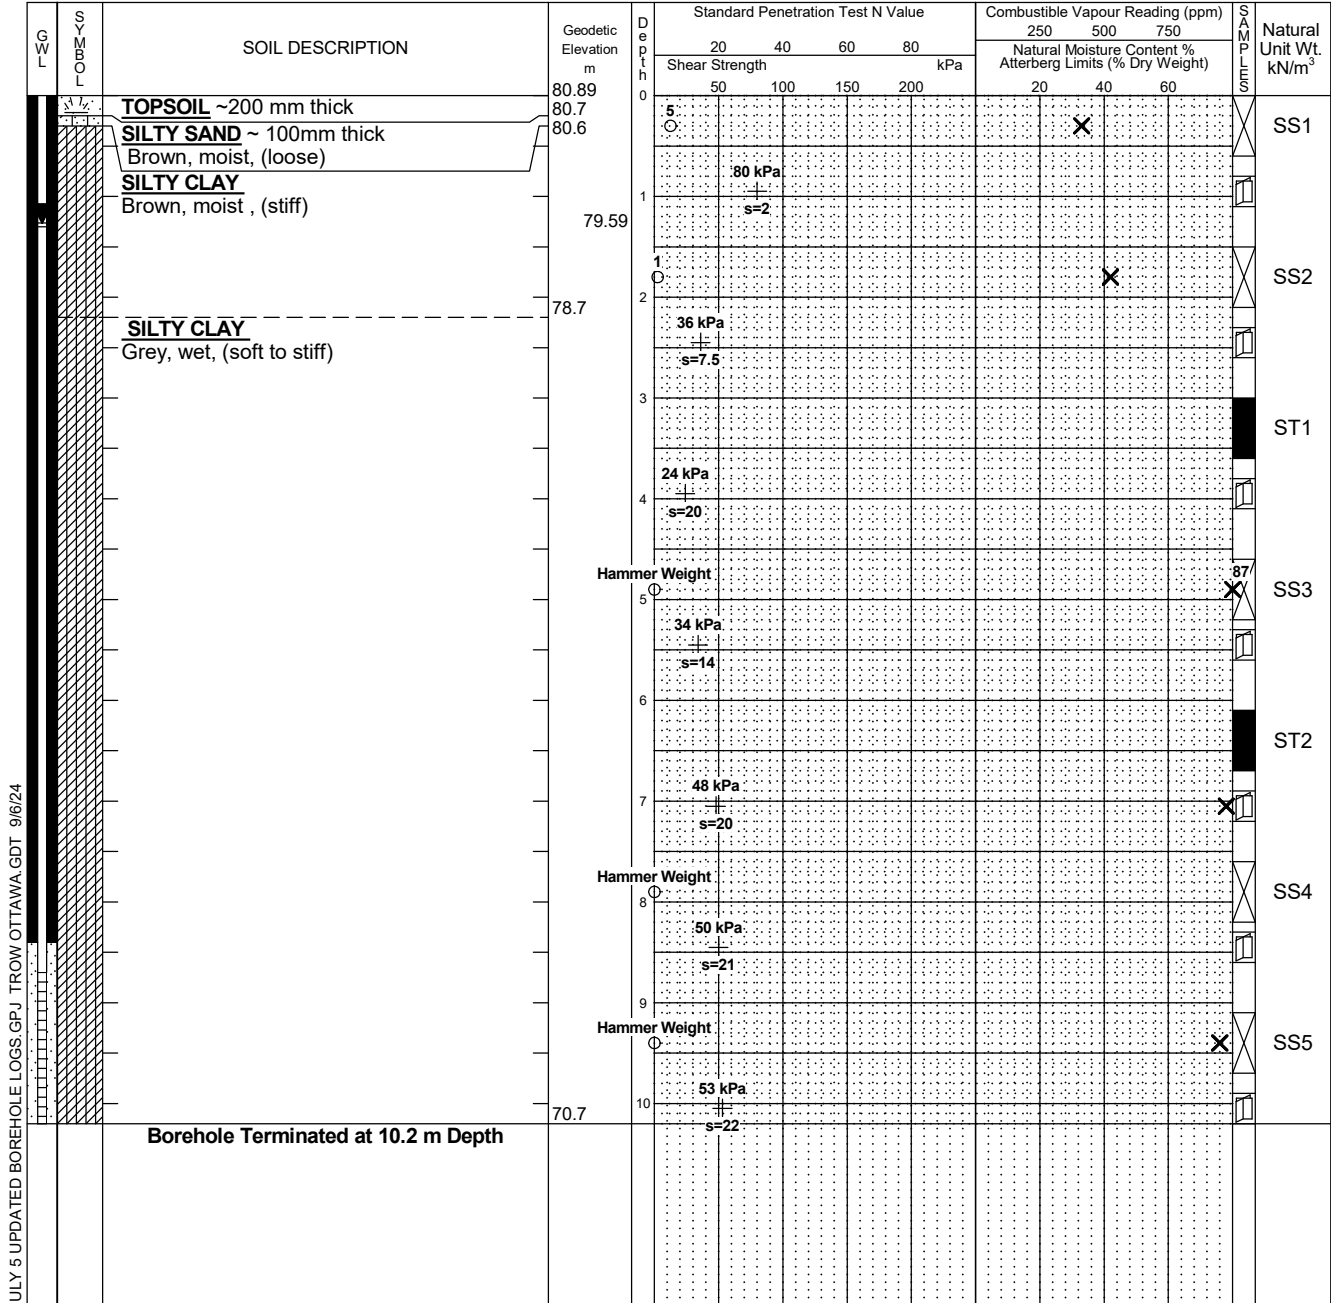 GWL
SYMBOL
SOIL DESCRIPTION
Geodetic
Elevation
m
Depth
Standard Penetration Test N Value
20 40 60 80
Shear Strength kPa
50 100 150 200
Combustible Vapour Reading (ppm)
250 500 750
Natural Moisture Content %
Atterberg Limits (% Dry Weight)
20 40 60
SAMPLES
Natural
Unit Wt.
kN/m³
80.89
0
TOPSOIL ~200 mm thick
80.7
5
SS1
SILTY SAND ~ 100mm thick
80.6
Brown, moist, (loose)
80 kPa
SILTY CLAY
1
Brown, moist , (stiff)
s=2
79.59
1
SS2
2
78.7
SILTY CLAY
36 kPa
Grey, wet, (soft to stiff)
s=7.5
3
ST1
24 kPa
4
s=20
Hammer Weight
87
SS3
5
34 kPa
s=14
6
ST2
48 kPa
7
s=20
Hammer Weight
SS4
8
50 kPa
s=21
9
Hammer Weight
SS5
53 kPa
10
70.7
s=22
Borehole Terminated at 10.2 m Depth
ULY 5 UPDATED BOREHOLE LOGS.GPJ TROW OTTAWA.GDT 9/6/24